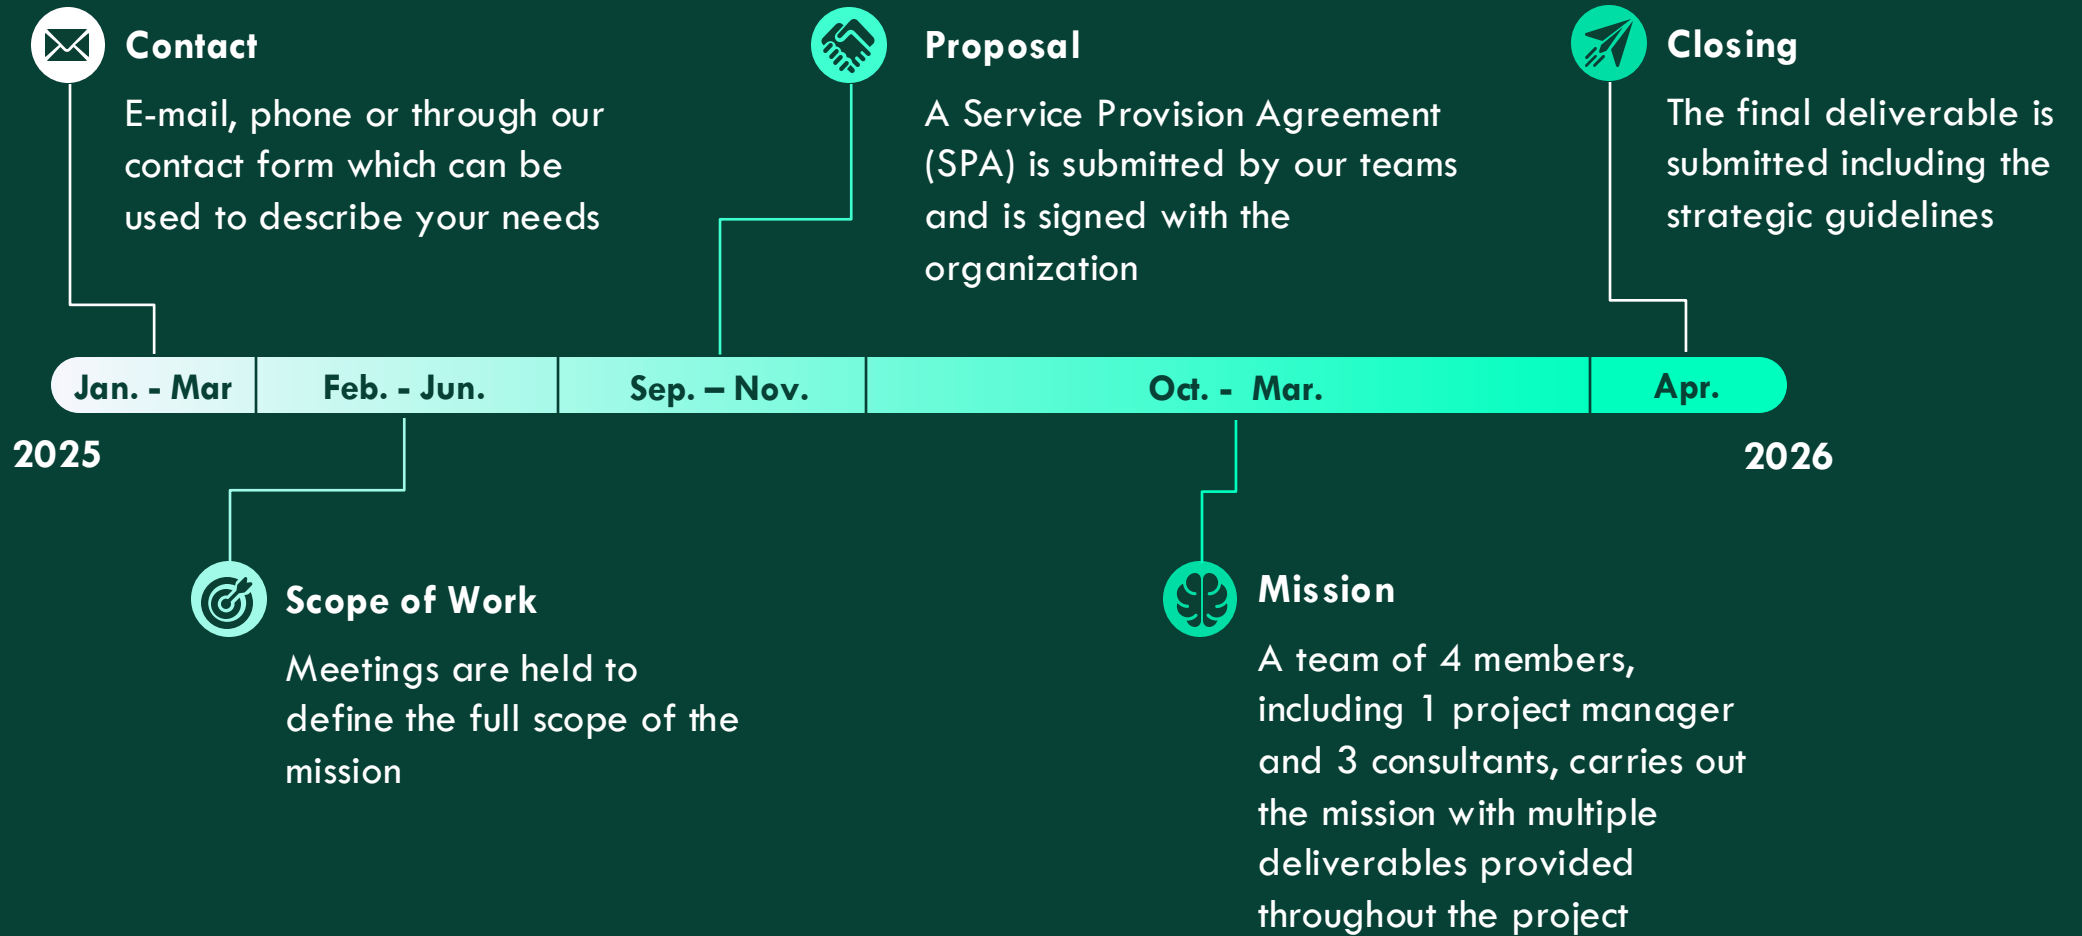 Contact
E-mail, phone or through our
contact form which can be
used to describe your needs
Proposal
A Service Provision Agreement
(SPA) is submitted by our teams
and is signed with the
organization
Closing
The final deliverable is
submitted including the
strategic guidelines
Jan. - Mar
Feb. - Jun.
Sep. – Nov.
Oct. - Mar.
Apr.
2025
2026
Scope of Work
Meetings are held to
define the full scope of the
mission
Mission
A team of 4 members,
including 1 project manager
and 3 consultants, carries out
the mission with multiple
deliverables provided
throughout the project